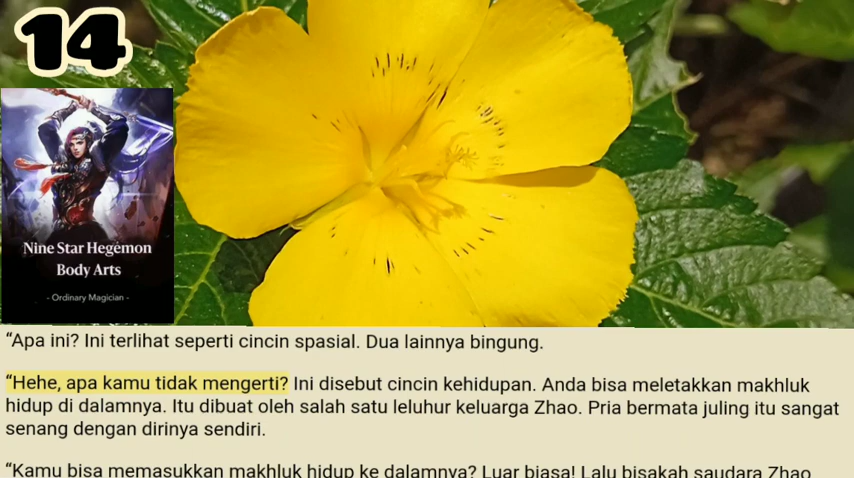 14
Nine Star Hegemon
Body Arts
- Ordinary Magician -
“Apa ini? Ini terlihat seperti cincin spasial. Dua lainnya bingung.
“Hehe, apa kamu tidak mengerti? Ini disebut cincin kehidupan. Anda bisa meletakkan makhluk
hidup di dalamnya. Itu dibuat oleh salah satu leluhur keluarga Zhao. Pria bermata juling itu sangat
senang dengan dirinya sendiri.
“Kamu bisa memasukkan makhluk hidup ke dalamnya? Luar biasa! Lalu bisakah saudara Zhao